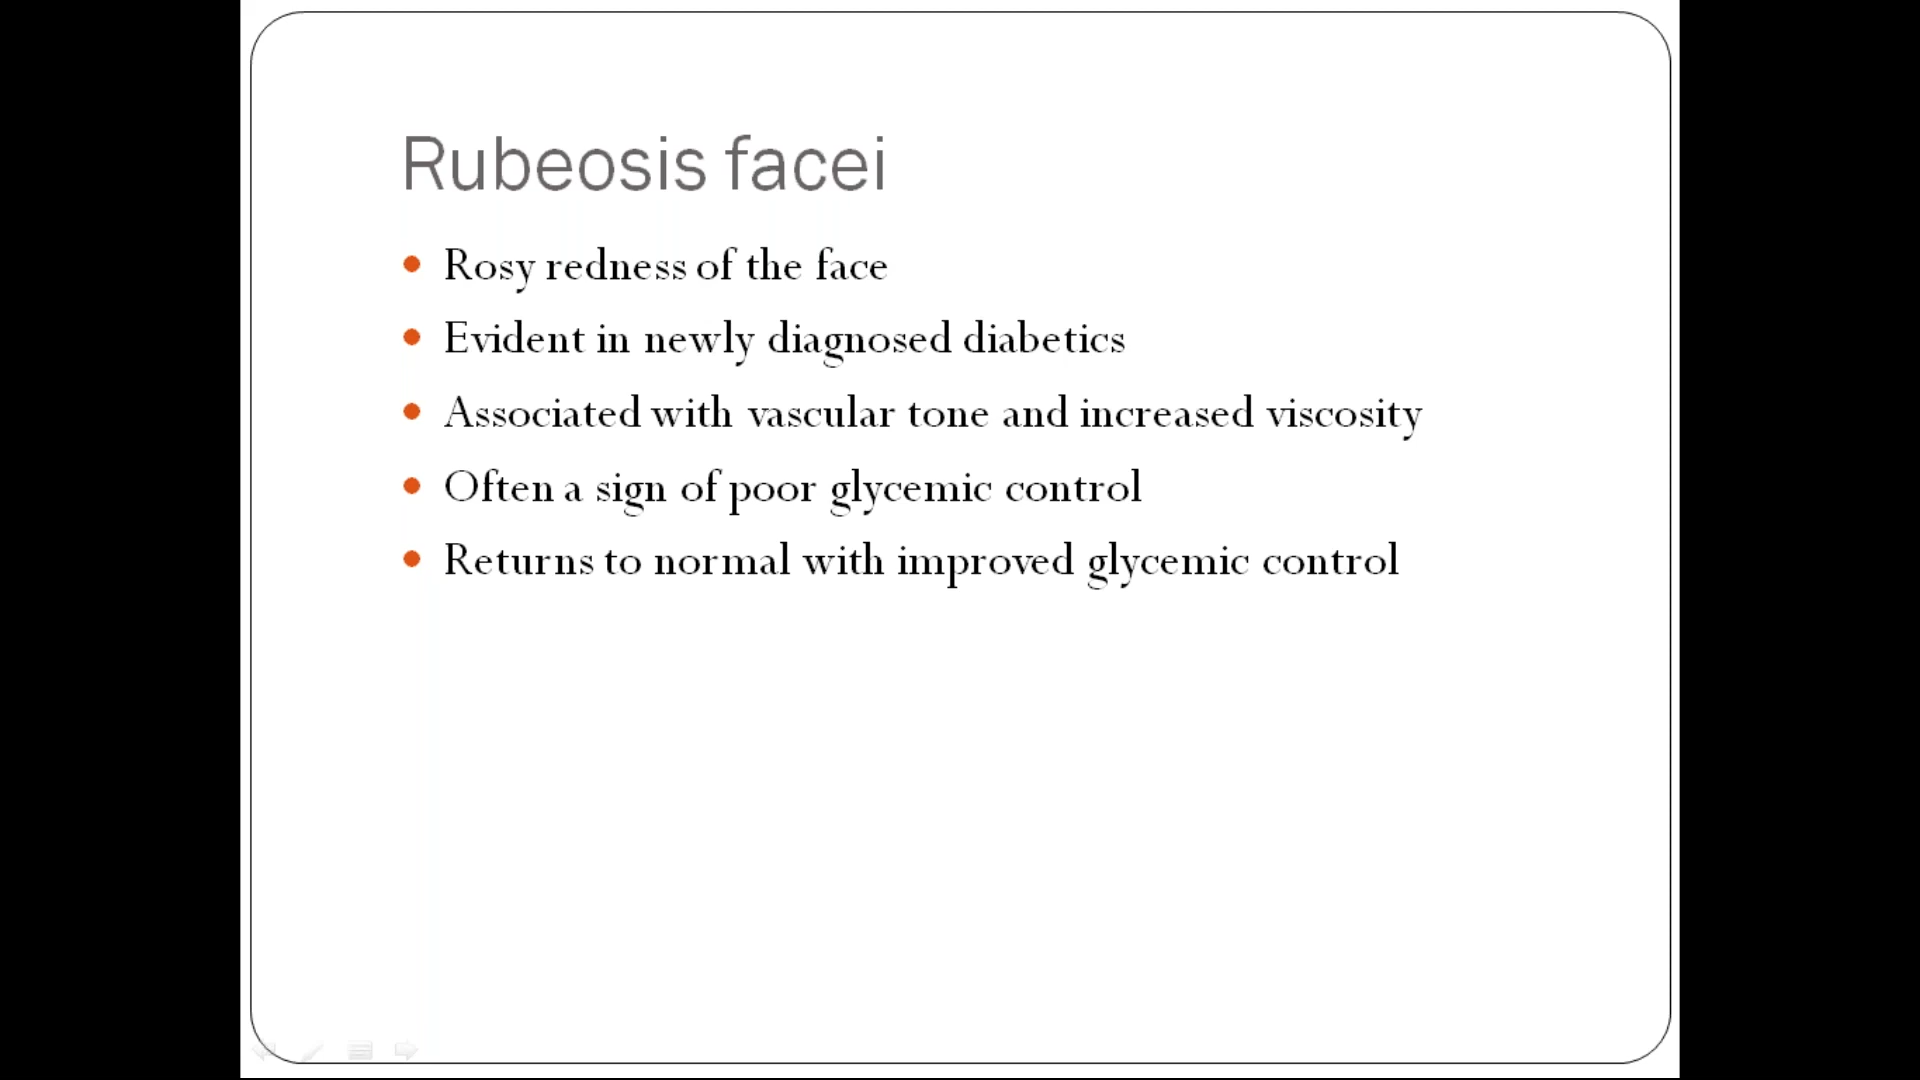 Rubeosis facei
Rosy redness of the face
Evident in newly diagnosed diabetics
Associated with vascular tone and increased viscosity
Often a sign of poor glycemic control
Returns to normal with improved glycemic control